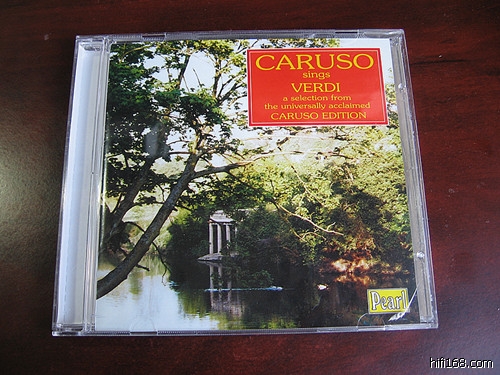 CARUSO
sings
VERDI
a selection from
the universally acclaimed
CARUSO EDITION
Pearl
hifi168.com